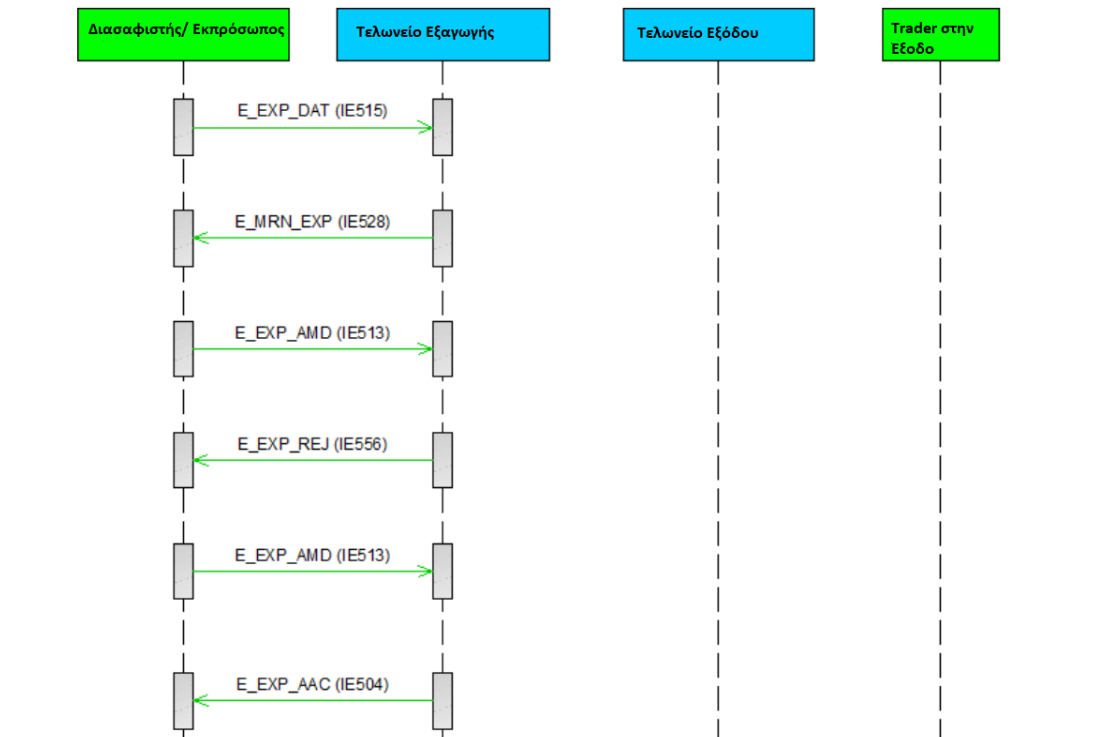 Διασαφιστής/ Εκπρόσωπος
Τελωνείο Εξαγωγής
Τελωνείο Εξόδου
Trader στην
Έξοδο
E_EXP_DAT (IE515)
E_MRN_EXP (IE528)
E_EXP_AMD (IE513)
E_EXP_REJ (IE556)
E_EXP_AMD (IE513)
E_EXP_AAC (IE504)